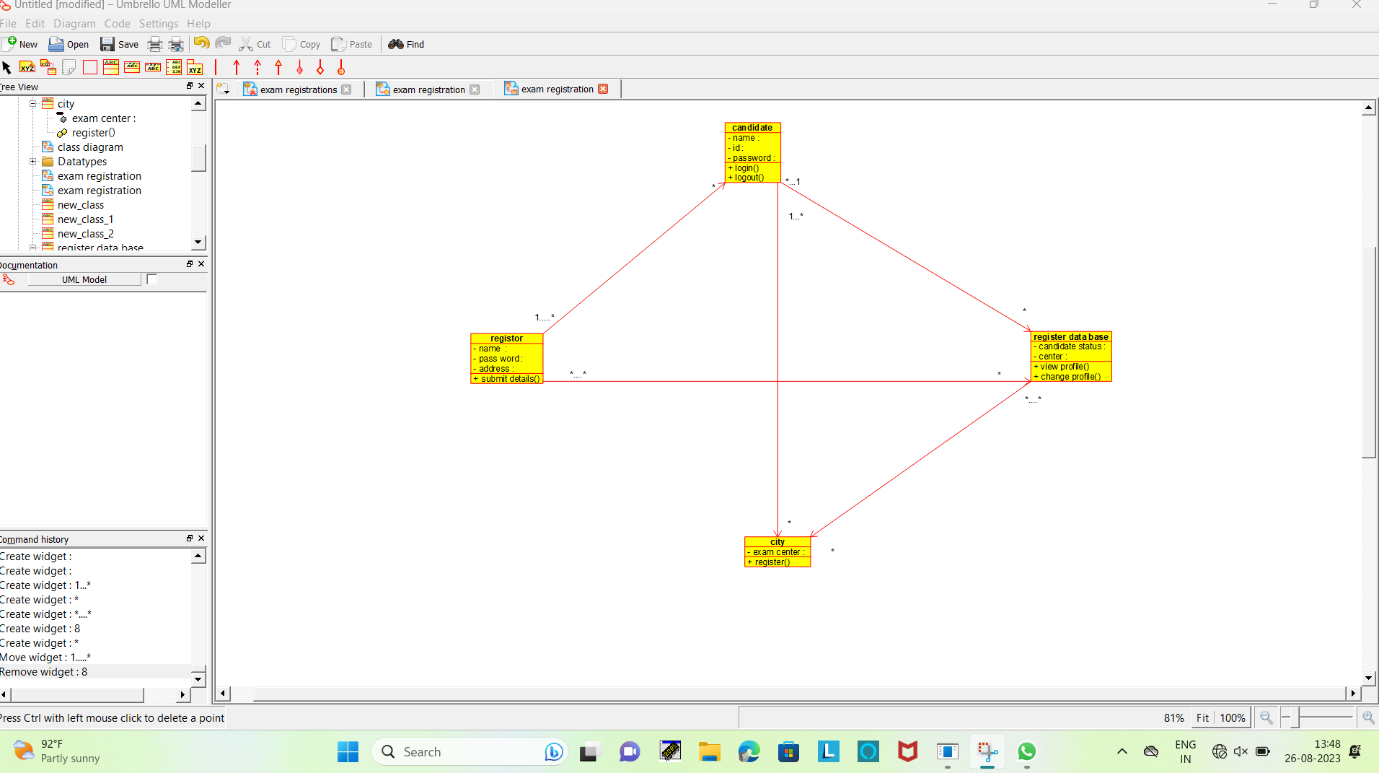 Untitled [modified] – Umbrello UML Modeller
File Edit Diagram Code Settings Help
New Open Save Cut Copy Paste Find
Tree View
exam registrations
exam registration
exam registration
city
exam center :
register()
class diagram
Datatypes
exam registration
exam registration
new_class
new_class_1
new_class_2
register data base
Documentation
UML Model
candidate
- name :
- id :
- password :
+ login()
+ logout()
*
*...1
1...*
1.....*
*
registor
- name :
- pass word :
- address :
+ submit details()
*....*
*
register data base
- candidate status :
- center :
+ view profile()
+ change profile()
*....*
*
city
- exam center :
+ register()
*
Command history
Create widget :
Create widget :
Create widget : 1...*
Create widget : *
Create widget : *....*
Create widget : 8
Create widget : *
Move widget : 1.....*
Remove widget : 8
Press Ctrl with left mouse click to delete a point
81% Fit 100%
92°F
Partly sunny
Search
ENG
IN
13:48
26-08-2023